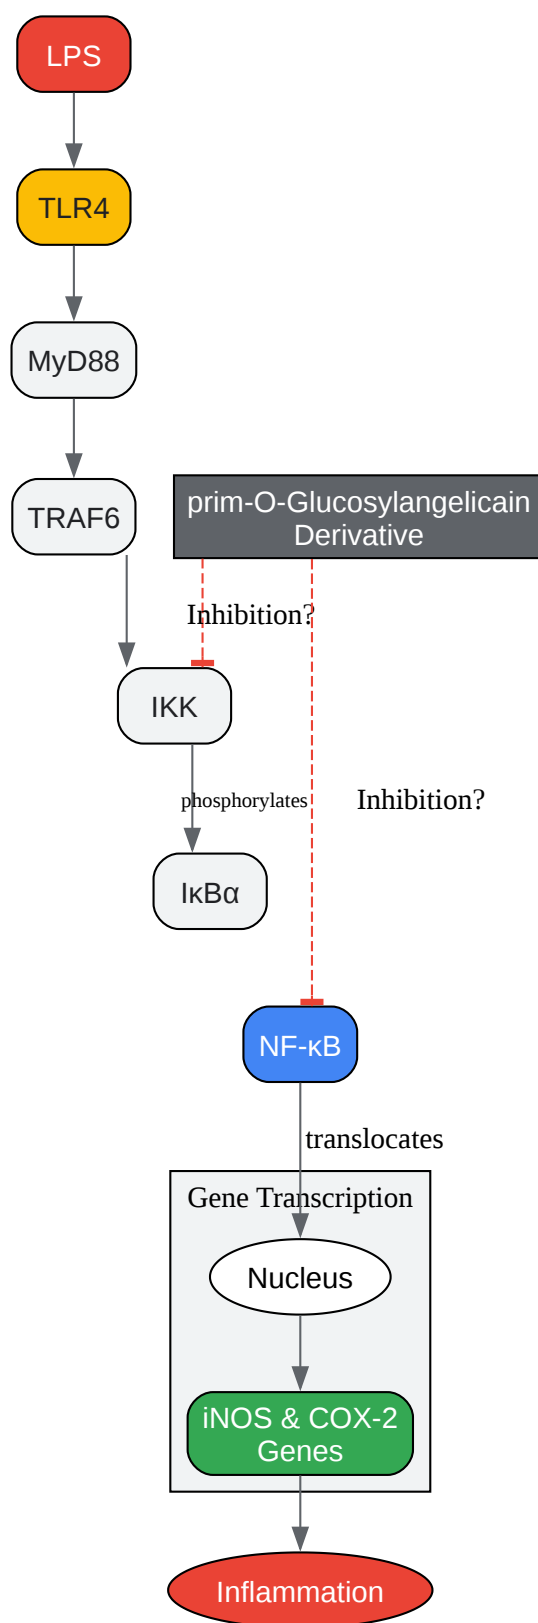 LPS
TLR4
MyD88
TRAF6
prim-O-Glucosylangelicain
Derivative
Inhibition?
IKK
phosphorylates
Inhibition?
IκBα
NF-κB
translocates
Gene Transcription
Nucleus
iNOS & COX-2
Genes
Inflammation